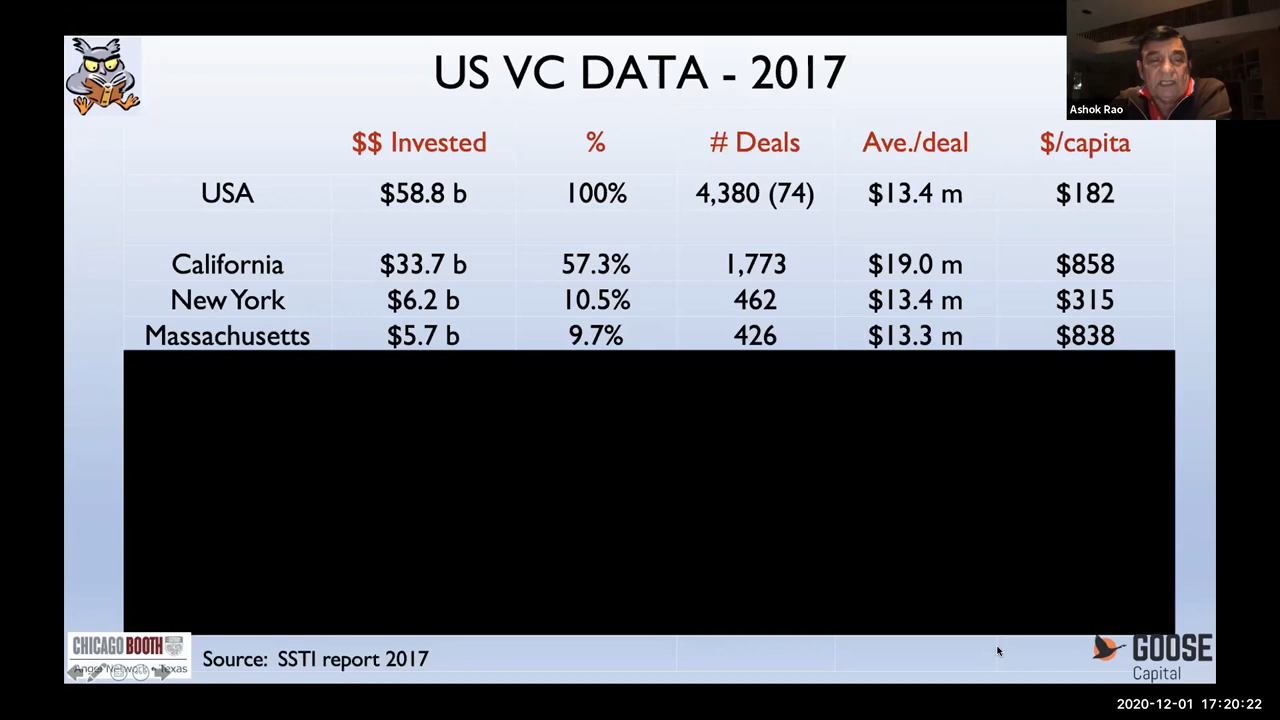 US VC DATA - 2017
Ashok Rao
$$ Invested % # Deals Ave./deal $/capita
USA $58.8 b 100% 4,380 (74) $13.4 m $182
California $33.7 b 57.3% 1,773 $19.0 m $858
New York $6.2 b 10.5% 462 $13.4 m $315
Massachusetts $5.7 b 9.7% 426 $13.3 m $838
CHICAGO BOOTH
Angel Network Texas
Source: SSTI report 2017
GOOSE
Capital
2020-12-01 17:20:22